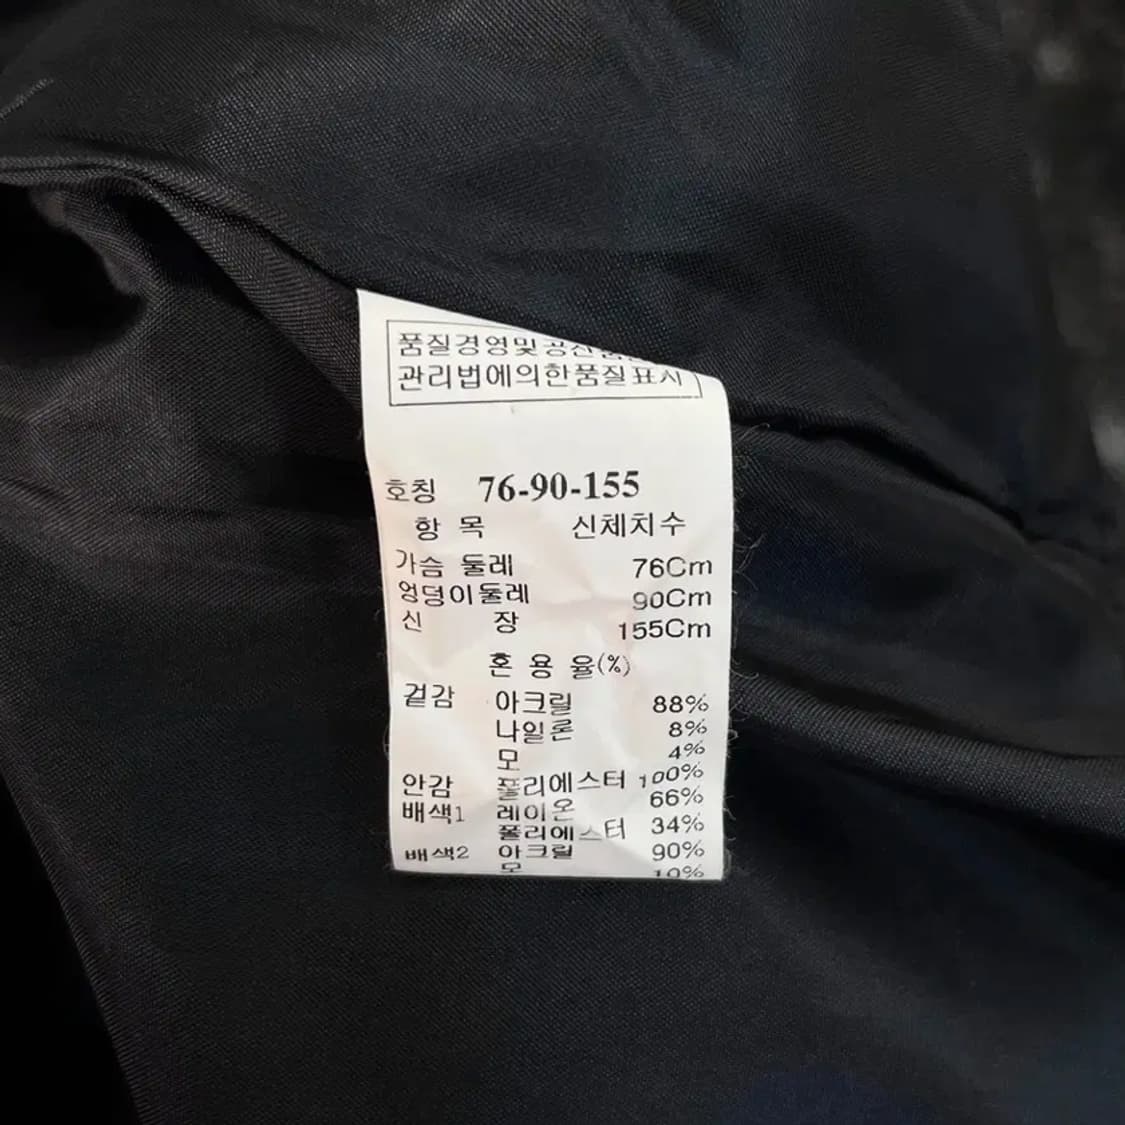 품질경영및공산품
관리법에의한품질표시
호칭 76-90-155
항 목 신체치수
가슴 둘레 76Cm
엉덩이둘레 90Cm
신 장 155Cm
혼 용 율(%)
겉감 아크릴 88%
나일론 8%
모 4%
안감 폴리에스터 100%
배색1 레이온 66%
폴리에스터 34%
배색2 아크릴 90%
모 10%